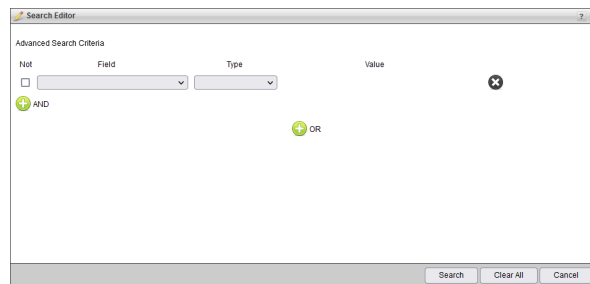 Search Editor ?
Advanced Search Criteria
Not Field Type Value
AND
OR
Search Clear All Cancel